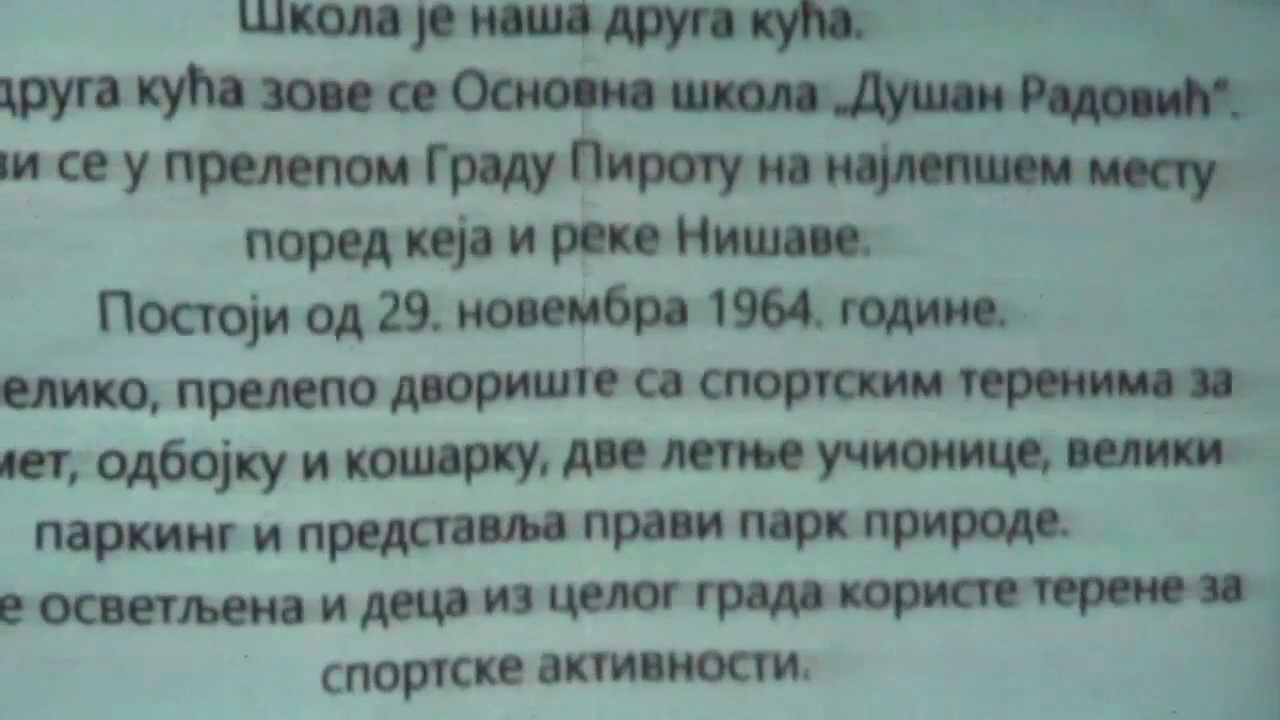 Школа је наша друга кућа.
друга кућа зове се Основна школа „Душан Радовић“.
се у прелепом Граду Пироту на најлепшем месту
поред кеја и реке Нишаве.
Постоји од 29. новембра 1964. године.
прелепо двориште са спортским теренима за
одбојку и кошарку, две летње учионице, велики
паркинг и представља прави парк природе.
осветљена и деца из целог града користе терене за
спортске активности.